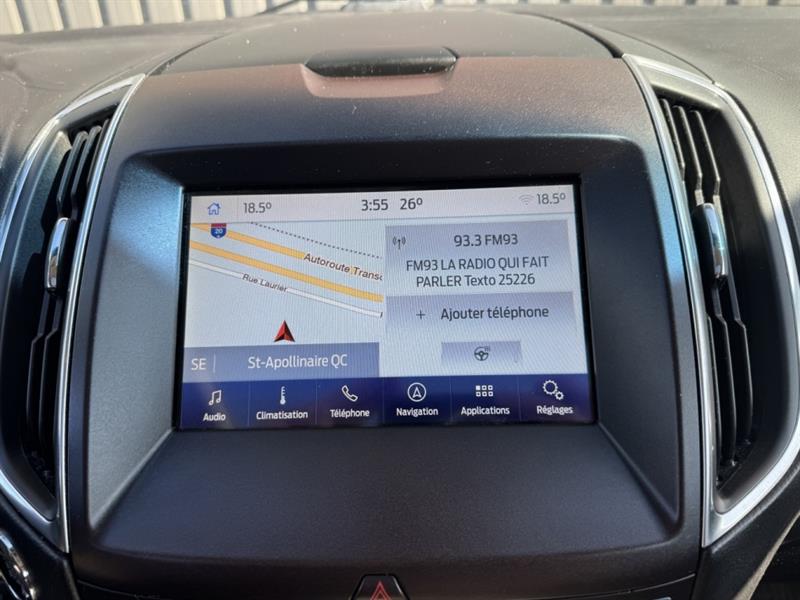 18.5° 3:55 26° 18.5°
20
Autoroute Transc
Rue Laurier
93.3 FM93
FM93 LA RADIO QUI FAIT
PARLER Texto 25226
+ Ajouter téléphone
SE St-Apollinaire QC
Audio Climatisation Téléphone Navigation Applications Réglages